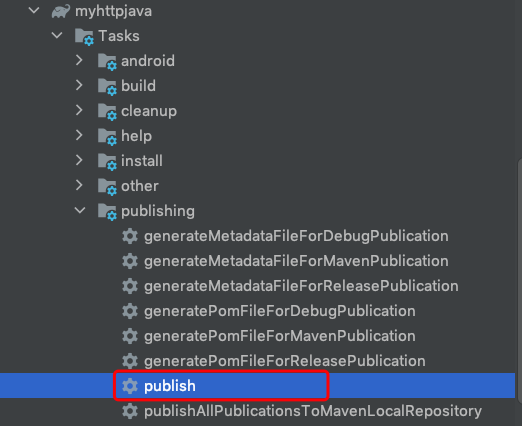 myhttpjava
Tasks
android
build
cleanup
help
install
other
publishing
generateMetadataFileForDebugPublication
generateMetadataFileForMavenPublication
generateMetadataFileForReleasePublication
generatePomFileForDebugPublication
generatePomFileForMavenPublication
generatePomFileForReleasePublication
publish
publishAllPublicationsToMavenLocalRepository